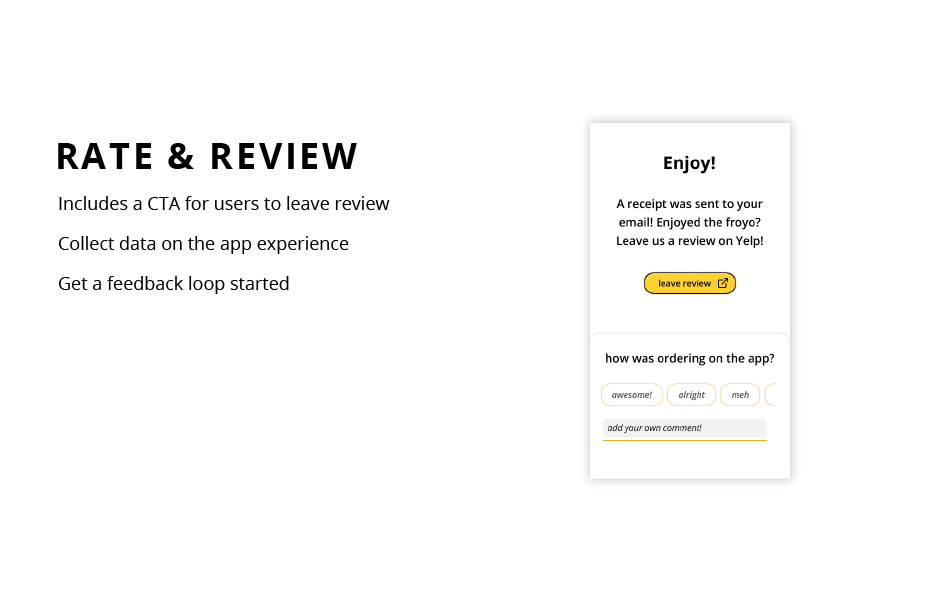 RATE & REVIEW
Includes a CTA for users to leave review
Collect data on the app experience
Get a feedback loop started
Enjoy!
A receipt was sent to your
email! Enjoyed the froyo?
Leave us a review on Yelp!
leave review
how was ordering on the app?
awesome! alright meh
add your own comment!